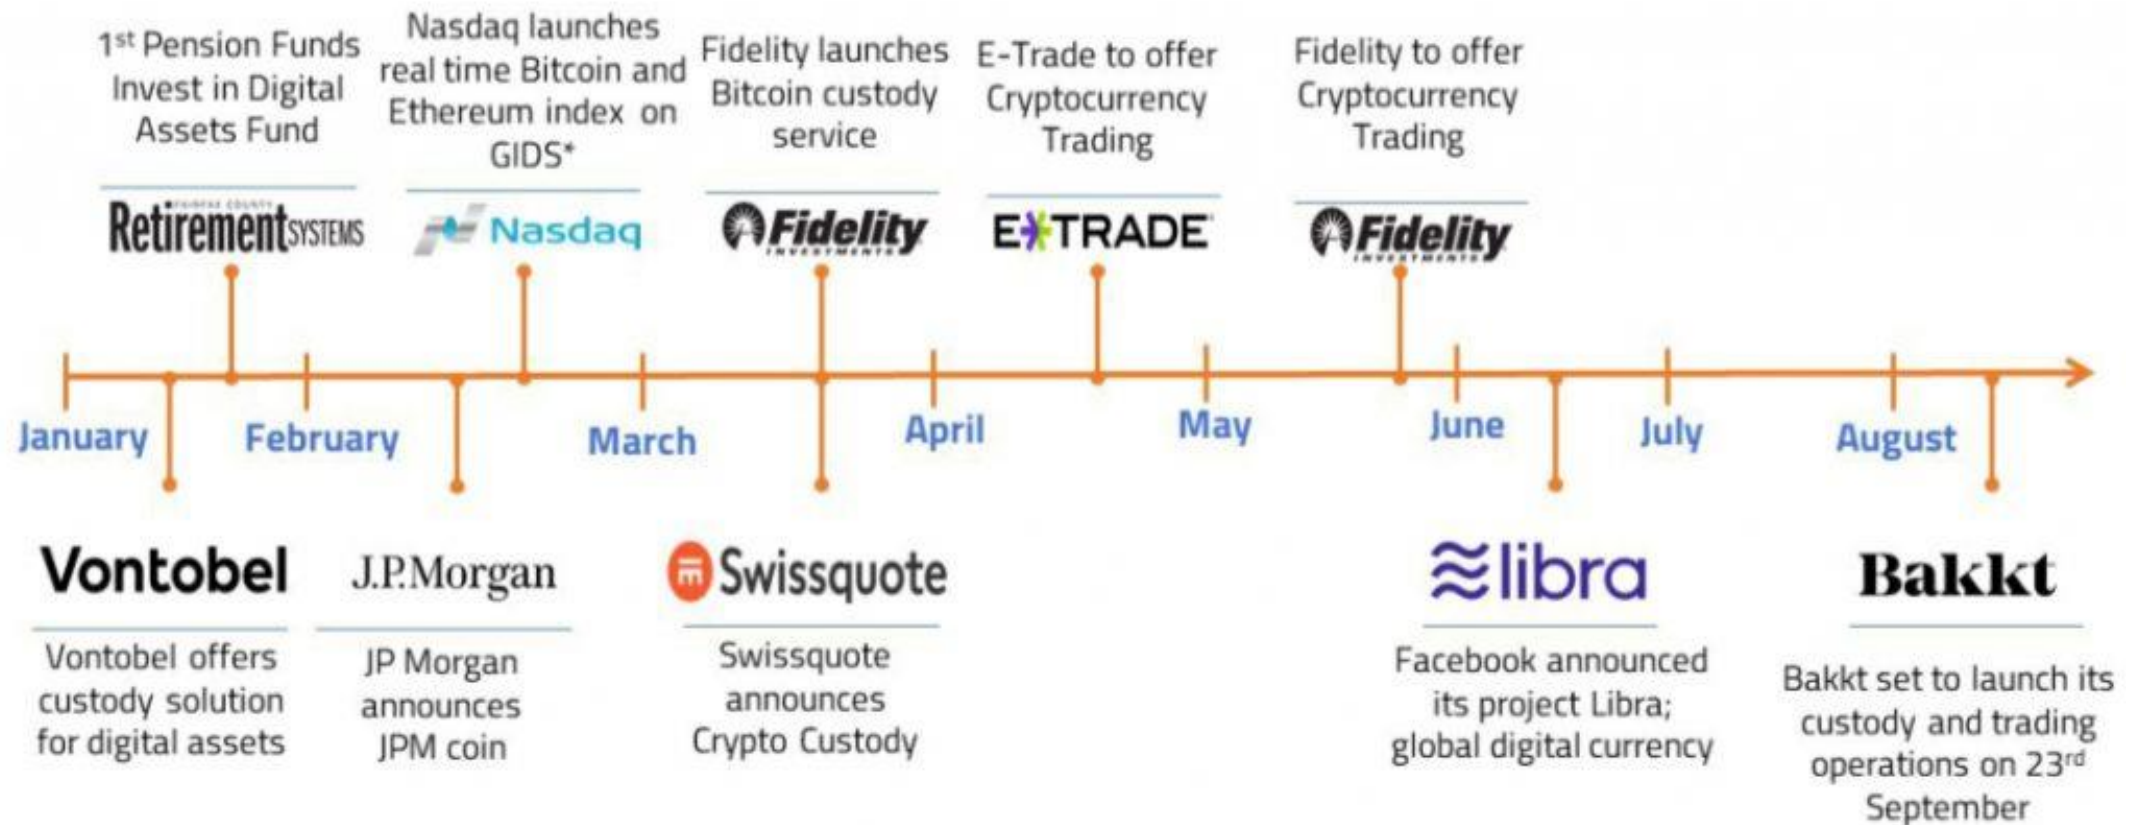 1st Pension Funds
Invest in Digital
Assets Fund
FAIRFAX COUNTY
Retirement SYSTEMS
Nasdaq launches
real time Bitcoin and
Ethereum index on
GIDS*
Nasdaq
Fidelity launches
Bitcoin custody
service
Fidelity
INVESTMENTS
E-Trade to offer
Cryptocurrency
Trading
E*TRADE
Fidelity to offer
Cryptocurrency
Trading
Fidelity
INVESTMENTS
January
February
March
April
May
June
July
August
Vontobel
Vontobel offers
custody solution
for digital assets
J.P.Morgan
JP Morgan
announces
JPM coin
Swissquote
Swissquote
announces
Crypto Custody
libra
Facebook announced
its project Libra;
global digital currency
Bakkt
Bakkt set to launch its
custody and trading
operations on 23rd
September